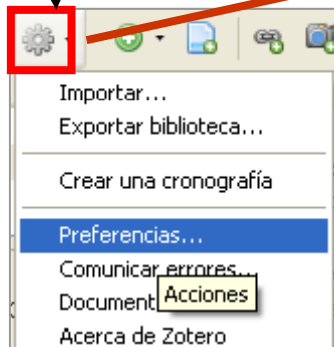 Importar...
Exportar biblioteca...
Crear una cronografía
Preferencias...
Comunicar errores...
Document
Acciones
Acerca de Zotero